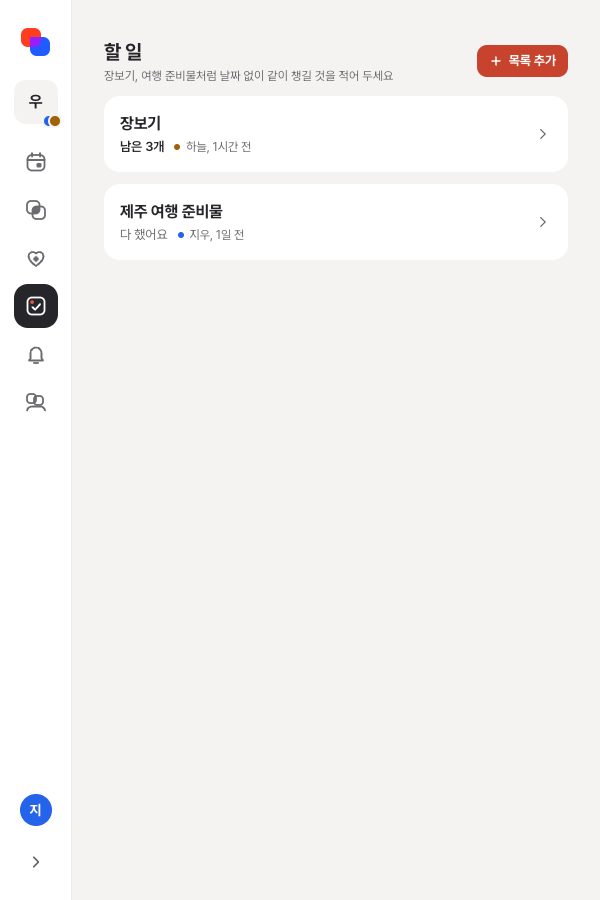 우
할 일
장보기, 여행 준비물처럼 날짜 없이 같이 챙길 것을 적어 두세요
목록 추가
장보기
남은 3개 하늘, 1시간 전
제주 여행 준비물
다 했어요 지우, 1일 전
지